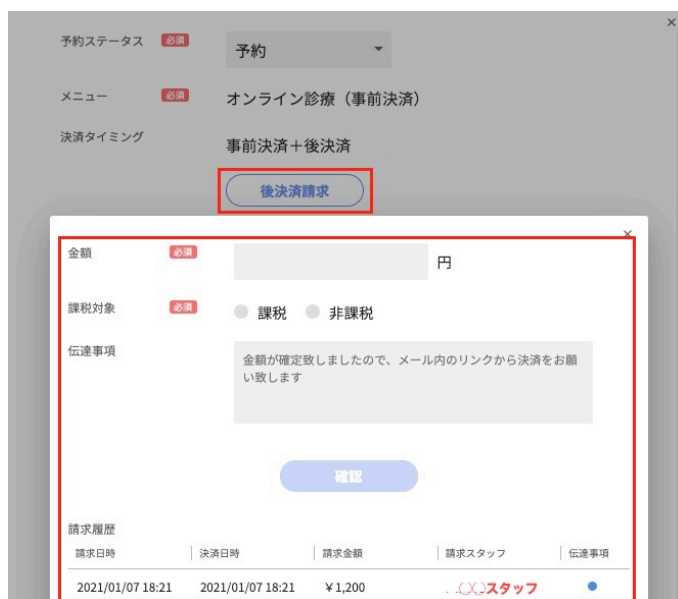 予約ステータス 必須 予約
メニュー 必須 オンライン診療（事前決済）
決済タイミング 事前決済＋後決済
後決済請求
金額 必須 円
課税対象 必須 課税 非課税
伝達事項 金額が確定致しましたので、メール内のリンクから決済をお願
い致します
確認
請求履歴
請求日時 決済日時 請求金額 請求スタッフ 伝達事項
2021/01/07 18:21 2021/01/07 18:21 ￥1,200 〇〇スタッフ